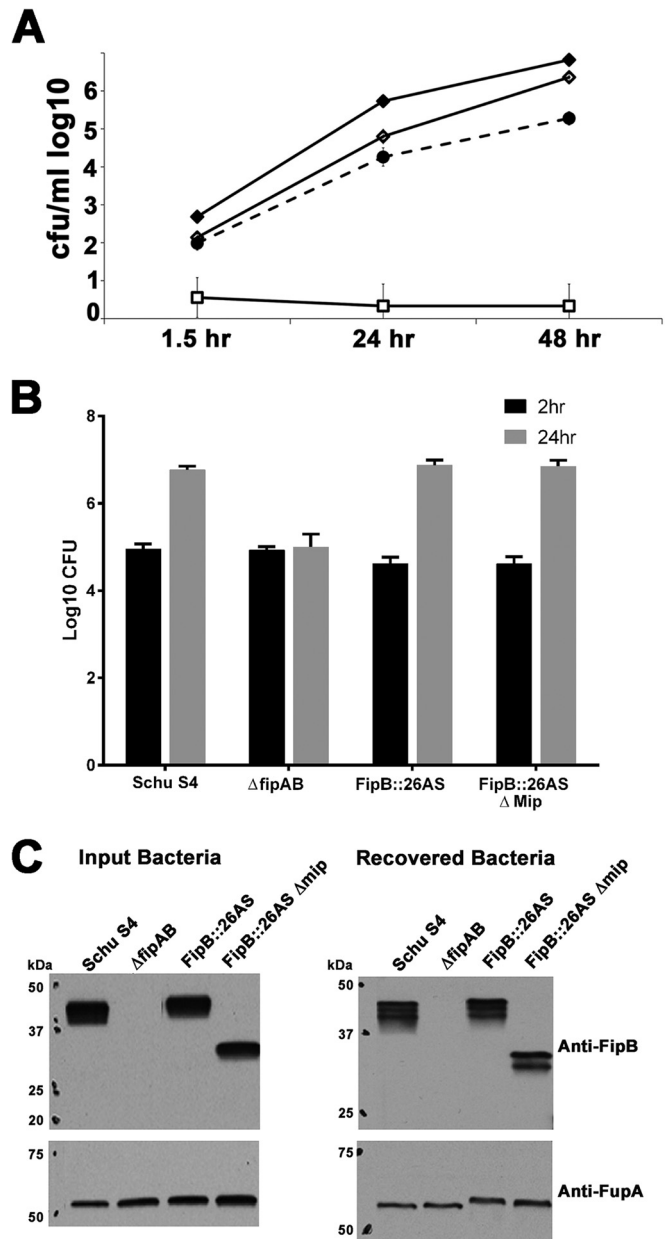 A
cfu/ml log10
6
5
4
3
2
1
0
1.5 hr 24 hr 48 hr
B
2hr
24hr
Log10 CFU
8
6
4
2
0
Schu S4 ΔfipAB FipB::26AS FipB::26AS
Δ Mip
C
Input Bacteria Recovered Bacteria
Schu S4 ΔfipAB FipB::26AS FipB::26AS Δmip
kDa
50
37
25
20
75
50
Schu S4 ΔfipAB FipB::26AS FipB::26AS Δmip
kDa
50
37
25
75
50
Anti-FipB
Anti-FupA